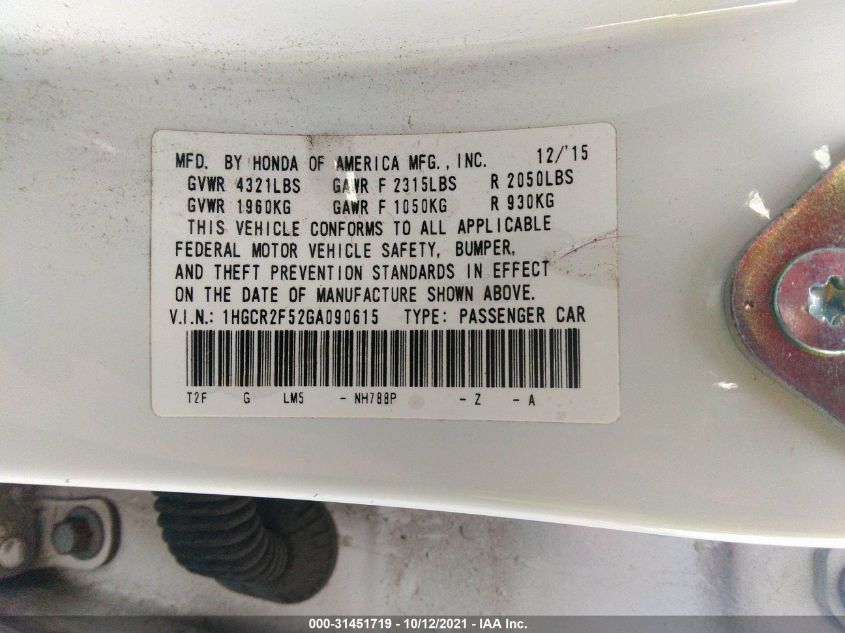 MFD. BY HONDA OF AMERICA MFG., INC. 12/'15
GVWR 4321LBS GAWR F 2315LBS R 2050LBS
GVWR 1960KG GAWR F 1050KG R 930KG
THIS VEHICLE CONFORMS TO ALL APPLICABLE
FEDERAL MOTOR VEHICLE SAFETY, BUMPER,
AND THEFT PREVENTION STANDARDS IN EFFECT
ON THE DATE OF MANUFACTURE SHOWN ABOVE.
V.I.N.: 1HGCR2F52GA090615 TYPE: PASSENGER CAR
T2F G LM5 - NH788P - Z - A
000-31451719 - 10/12/2021 - IAA Inc.